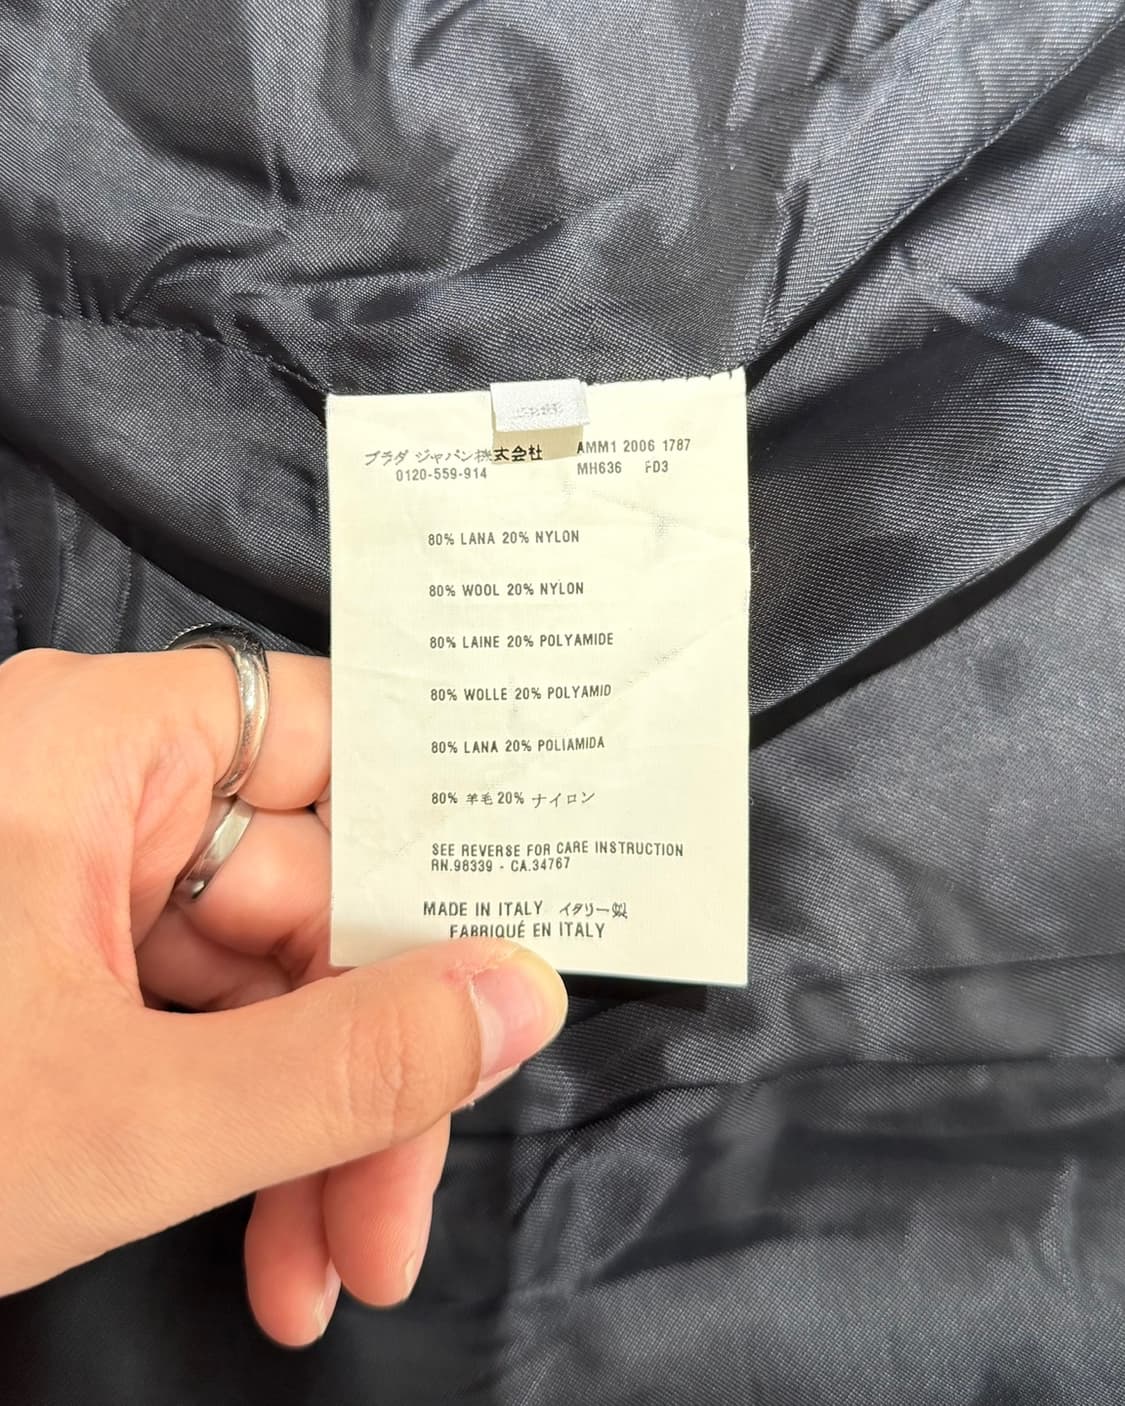 プラダ ジャパン株式会社 AMM1 2006 1787
0120-559-914 MH636 FD3
80% LANA 20% NYLON
80% WOOL 20% NYLON
80% LAINE 20% POLYAMIDE
80% WOLLE 20% POLYAMID
80% LANA 20% POLIAMIDA
80% 羊毛 20% ナイロン
SEE REVERSE FOR CARE INSTRUCTION
RN.98339 - CA.34767
MADE IN ITALY イタリー製
FABRIQUÉ EN ITALY